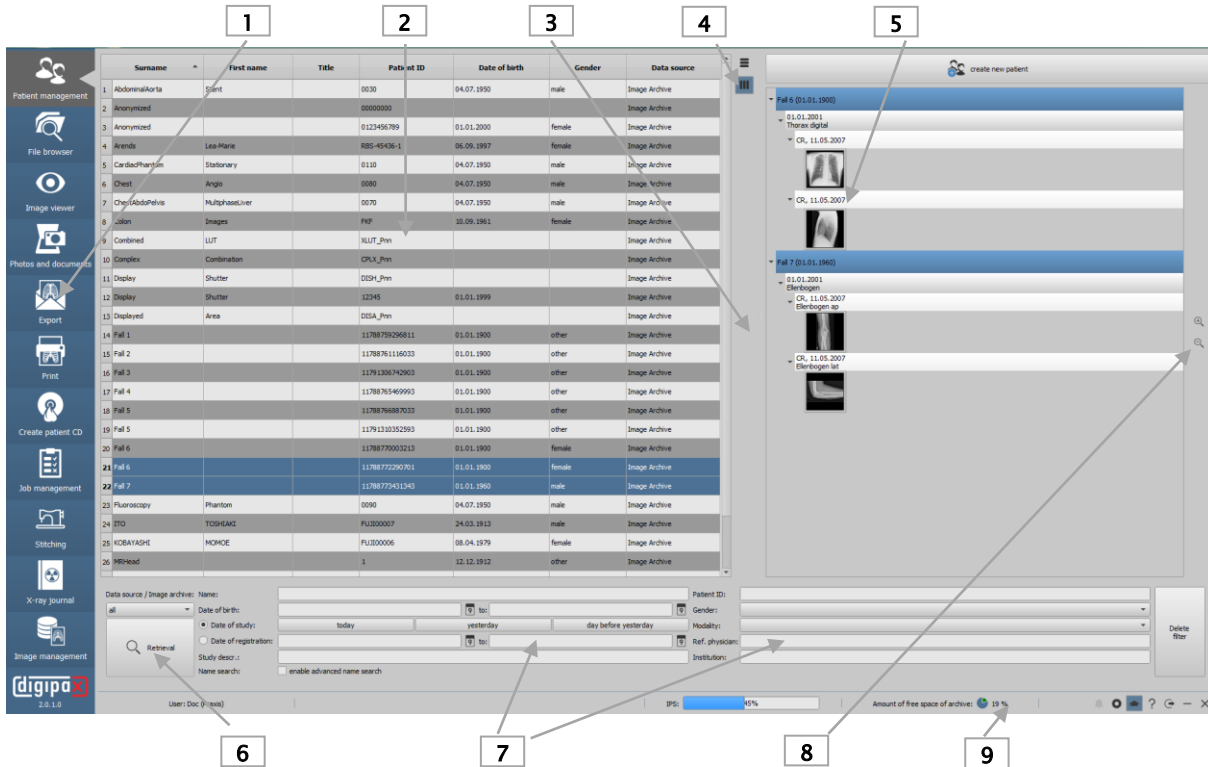 1 2 3 4 5
Patient management
File browser
Image viewer
Photos and documents
Export
Print
Create patient CD
Job management
Stitching
X-ray journal
Image management
digipax
2.0.1.0
Surname First name Title Patient ID Date of birth Gender Data source
1 AbdominalAorta Stent 0030 04.07.1950 male Image Archive
2 Anonymized 00000000 Image Archive
3 Anonymized 0123456789 01.01.2000 female Image Archive
4 Arends Lea-Marie RBS-45436-1 06.09.1997 female Image Archive
5 CardiacPhantom Stationary 0110 04.07.1950 male Image Archive
6 Chest Angio 0080 04.07.1950 male Image Archive
7 ChestAbdoPelvis MultiphaseLiver 0070 04.07.1950 male Image Archive
8 Colon Images FKF 10.09.1961 female Image Archive
9 Combined LUT XLUT_Pnn Image Archive
10 Complex Combination CPLX_Pnn Image Archive
11 Display Shutter DISH_Pnn Image Archive
12 Display Shutter 12345 01.01.1999 Image Archive
13 Displayed Area DISA_Pnn Image Archive
14 Fall 1 11788759296811 01.01.1900 other Image Archive
15 Fall 2 11788761116033 01.01.1900 other Image Archive
16 Fall 3 11791306742903 01.01.1900 other Image Archive
17 Fall 4 11788765469993 01.01.1900 other Image Archive
18 Fall 5 11788766887033 01.01.1900 other Image Archive
19 Fall 5 11791310352593 01.01.1900 other Image Archive
20 Fall 6 11788770003213 01.01.1900 female Image Archive
21 Fall 6 11788772290701 01.01.1900 female Image Archive
22 Fall 7 11788773431343 01.01.1960 male Image Archive
23 Fluoroscopy Phantom 0090 04.07.1950 male Image Archive
24 ITO TOSHIAKI FUJI00007 24.03.1913 male Image Archive
25 KOBAYASHI MOMOE FUJI00006 08.04.1979 female Image Archive
26 MRHead 1 12.12.1912 other Image Archive
create new patient
Fall 6 (01.01.1900)
01.01.2001
Thorax digital
CR, 11.05.2007
CR, 11.05.2007
Fall 7 (01.01.1960)
01.01.2001
Ellenbogen
CR, 11.05.2007
Ellenbogen ap
CR, 11.05.2007
Ellenbogen lat
Data source / Image archive:
all
Retrieval
Name:
Date of birth: to:
Date of study: today yesterday day before yesterday
Date of registration: to:
Study descr.:
Name search: enable advanced name search
Patient ID:
Gender:
Modality:
Ref. physician:
Institution:
Delete
filter
User: Doc IPS: 45% Amount of free space of archive: 19 % ?
6 7 8 9